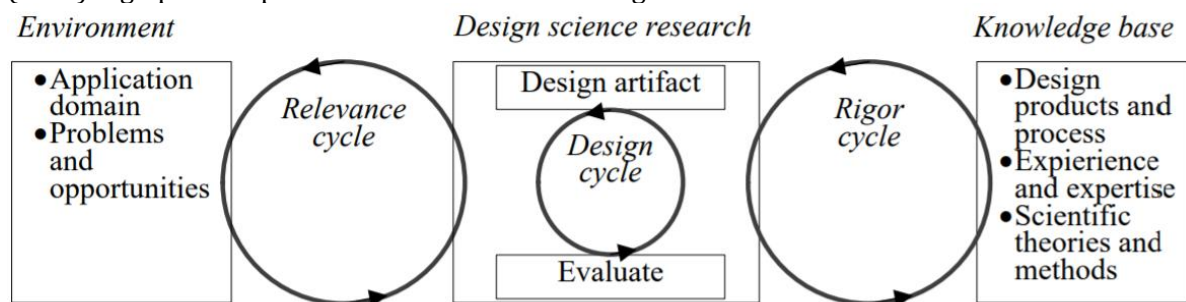 Environment
Design science research
Knowledge base
•Application
domain
•Problems
and
opportunities
Relevance
cycle
Design artifact
Design
cycle
Evaluate
Rigor
cycle
•Design
products and
process
•Expierience
and expertise
•Scientific
theories and
methods